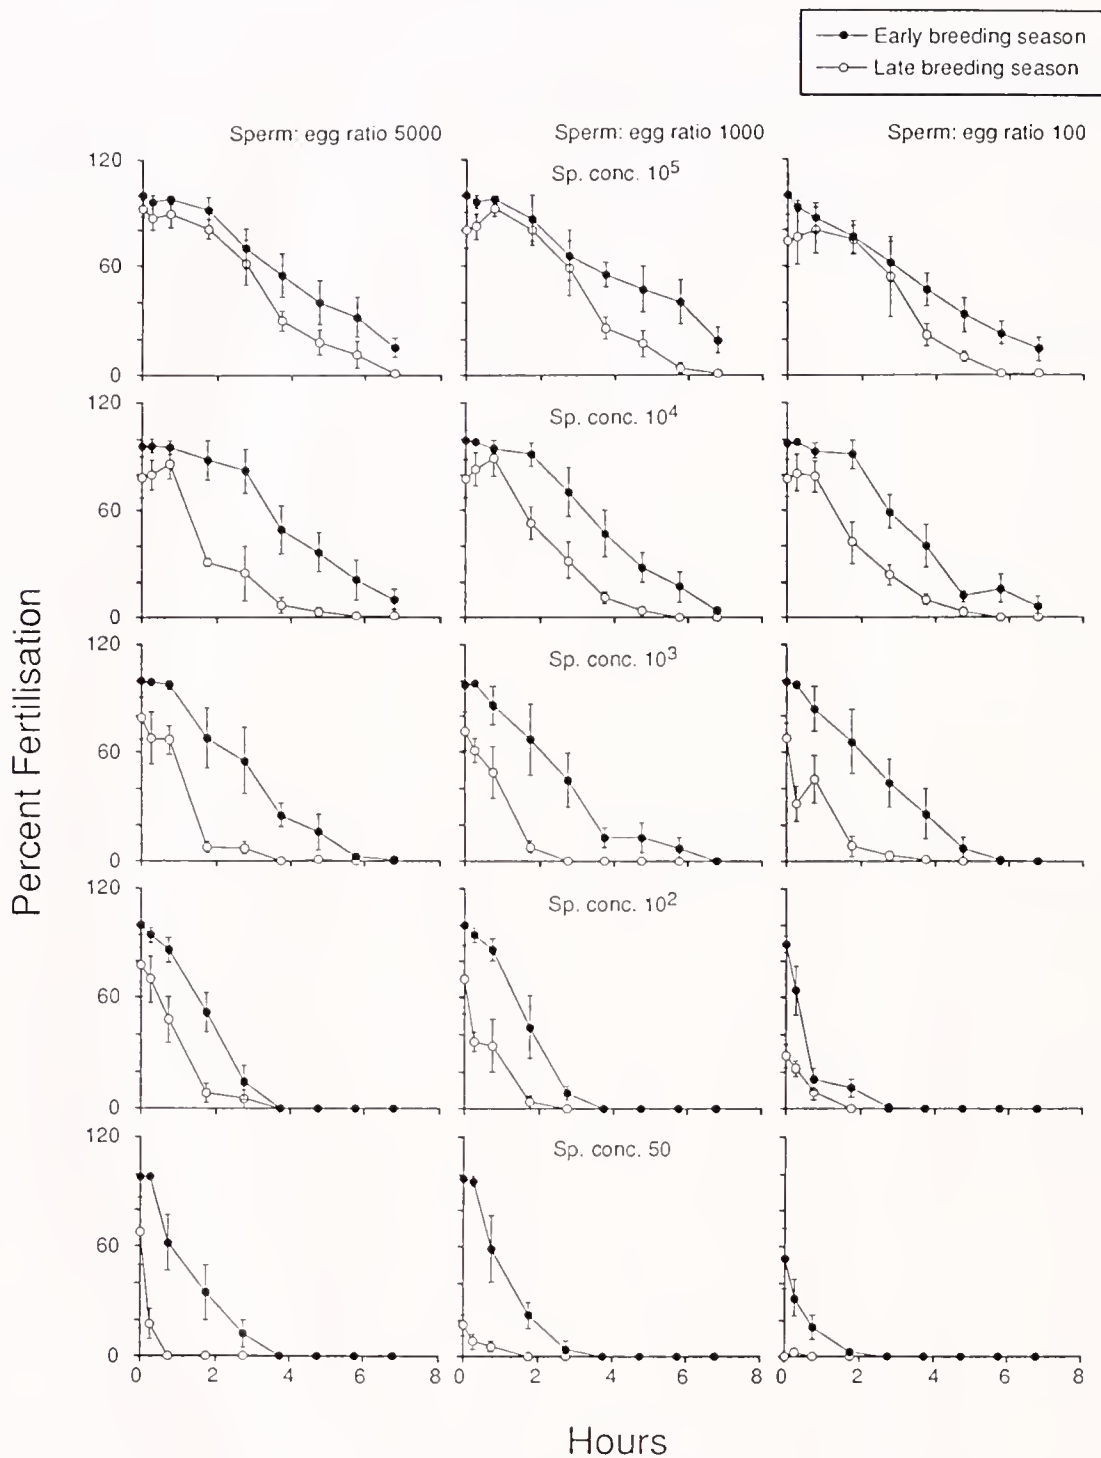 Early breeding season
Late breeding season
Sperm: egg ratio 5000
Sperm: egg ratio 1000
Sperm: egg ratio 100
Sp. conc. 10⁵
120
60
0
Sp. conc. 10⁴
120
60
0
Sp. conc. 10³
120
60
0
Sp. conc. 10²
120
60
0
Sp. conc. 50
120
60
0
0 2 4 6 8
0 2 4 6 8
0 2 4 6 8
Percent Fertilisation
Hours